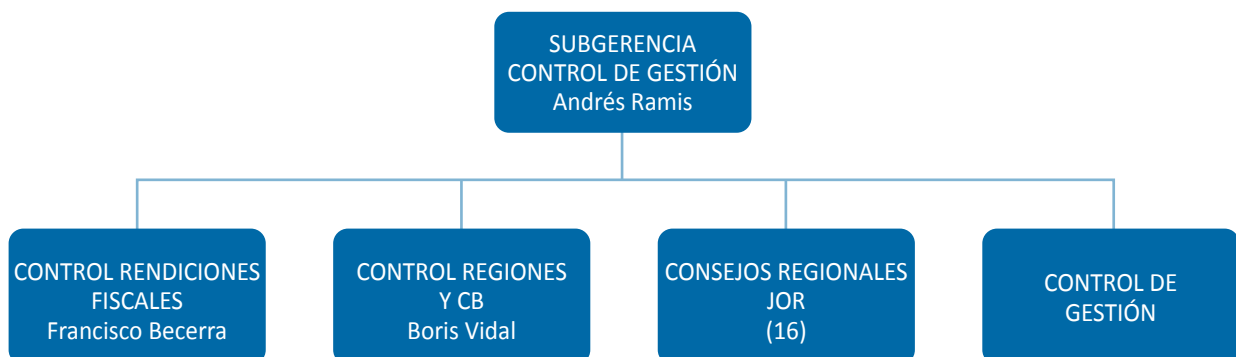 SUBGERENCIA
CONTROL DE GESTIÓN
Andrés Ramis
CONTROL RENDICIONES
FISCALES
Francisco Becerra
CONTROL REGIONES
Y CB
Boris Vidal
CONSEJOS REGIONALES
JOR
(16)
CONTROL DE
GESTIÓN